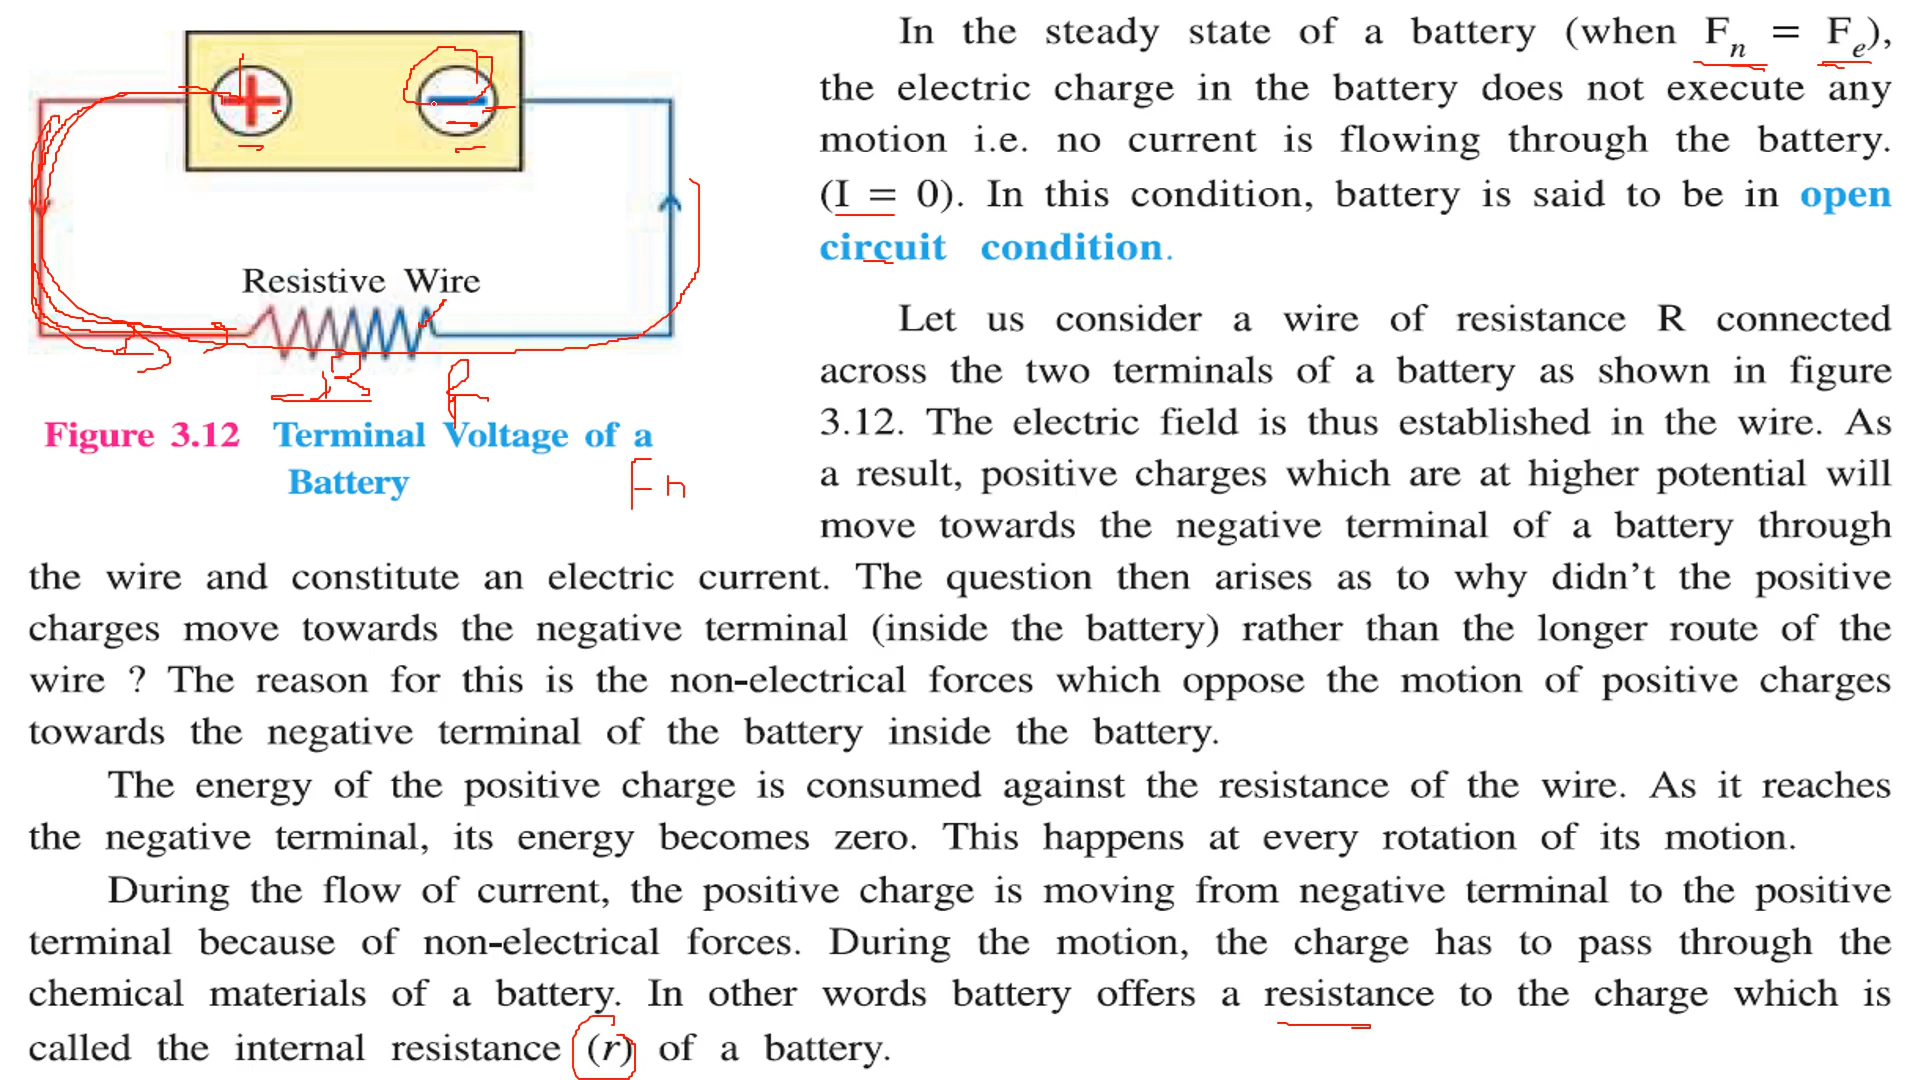 Resistive Wire
R
Figure 3.12 Terminal Voltage of a
Battery
Fn
In the steady state of a battery (when Fn = Fe),
the electric charge in the battery does not execute any
motion i.e. no current is flowing through the battery.
(I = 0). In this condition, battery is said to be in open
circuit condition.
Let us consider a wire of resistance R connected
across the two terminals of a battery as shown in figure
3.12. The electric field is thus established in the wire. As
a result, positive charges which are at higher potential will
move towards the negative terminal of a battery through
the wire and constitute an electric current. The question then arises as to why didn't the positive
charges move towards the negative terminal (inside the battery) rather than the longer route of the
wire ? The reason for this is the non-electrical forces which oppose the motion of positive charges
towards the negative terminal of the battery inside the battery.
The energy of the positive charge is consumed against the resistance of the wire. As it reaches
the negative terminal, its energy becomes zero. This happens at every rotation of its motion.
During the flow of current, the positive charge is moving from negative terminal to the positive
terminal because of non-electrical forces. During the motion, the charge has to pass through the
chemical materials of a battery. In other words battery offers a resistance to the charge which is
called the internal resistance (r) of a battery.